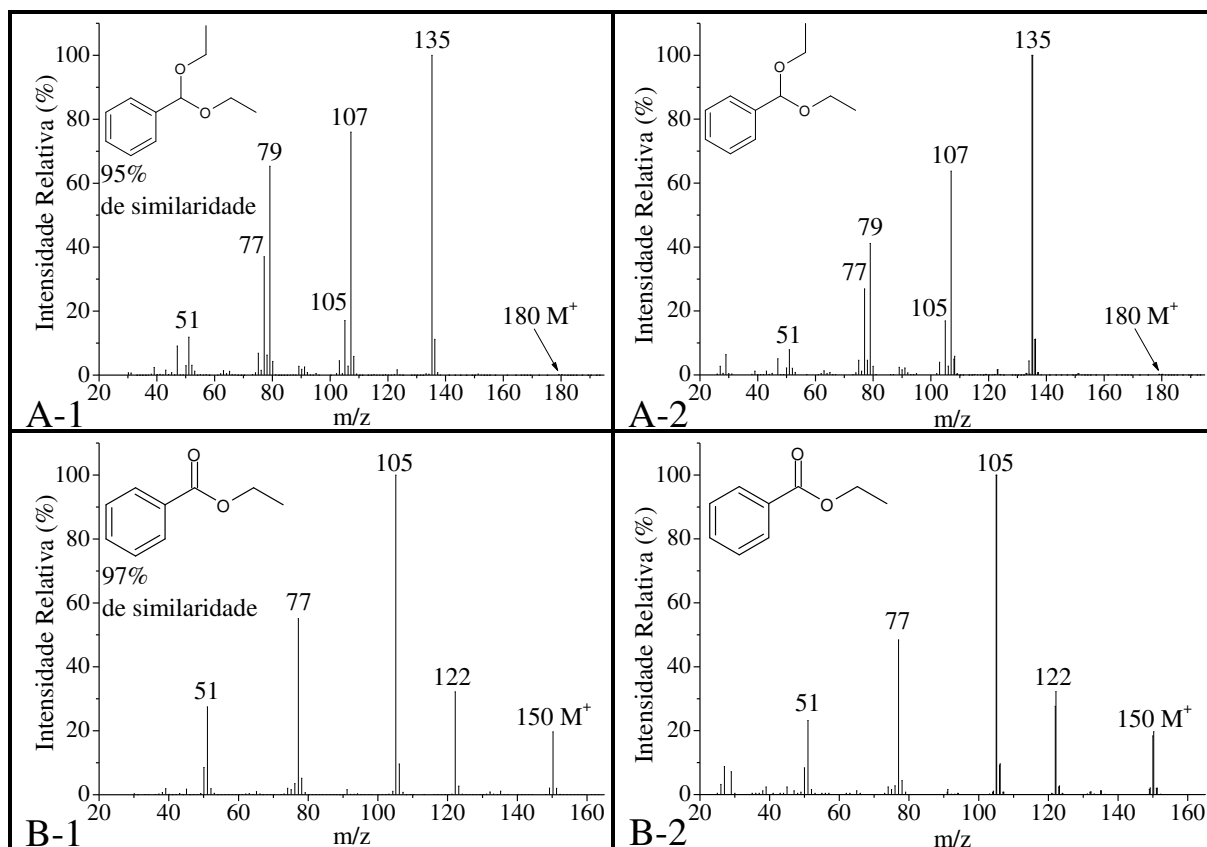 Intensidade Relativa (%)
100
80
60
40
20
0
O
O
95%
de similaridade
51
77
79
105
107
135
180 M+
20 40 60 80 100 120 140 160 180
m/z
A-1
Intensidade Relativa (%)
100
80
60
40
20
0
O
O
51
77
79
105
107
135
180 M+
20 40 60 80 100 120 140 160 180
m/z
A-2
Intensidade Relativa (%)
100
80
60
40
20
0
O
O
97%
de similaridade
51
77
105
122
150 M+
20 40 60 80 100 120 140 160
m/z
B-1
Intensidade Relativa (%)
100
80
60
40
20
0
O
O
51
77
105
122
150 M+
20 40 60 80 100 120 140 160
m/z
B-2